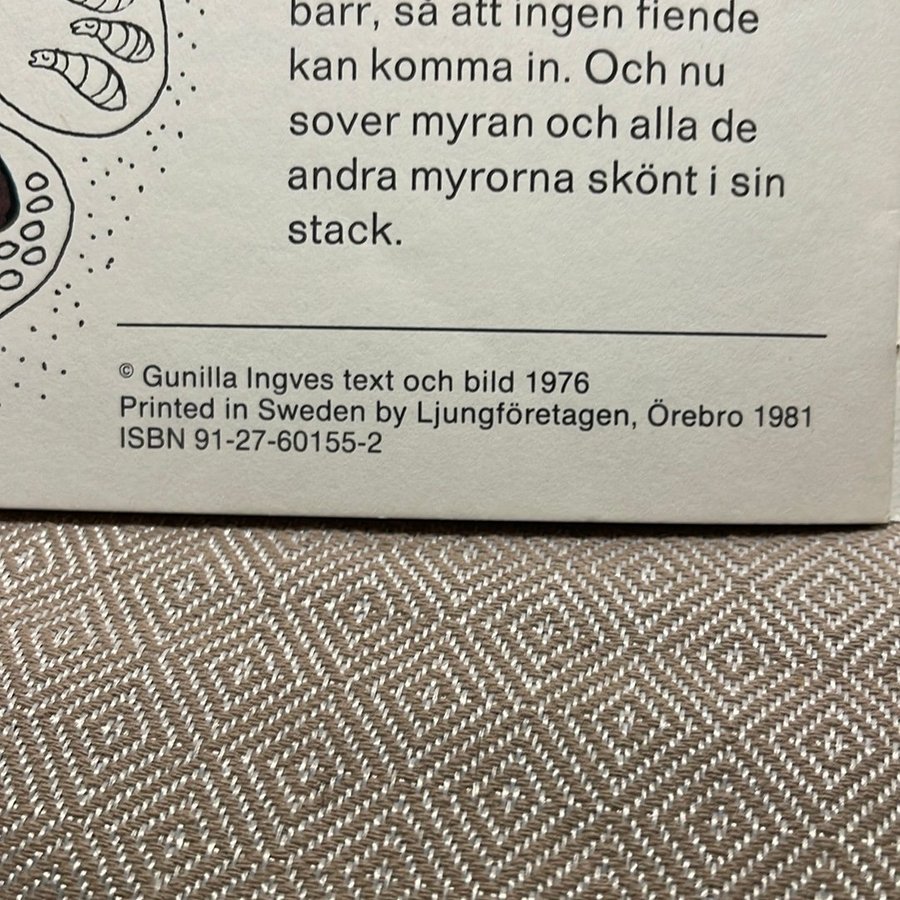 barr, så att ingen fiende
kan komma in. Och nu
sover myran och alla de
andra myrorna skönt i sin
stack.
© Gunilla Ingves text och bild 1976
Printed in Sweden by Ljungföretagen, Örebro 1981
ISBN 91-27-60155-2